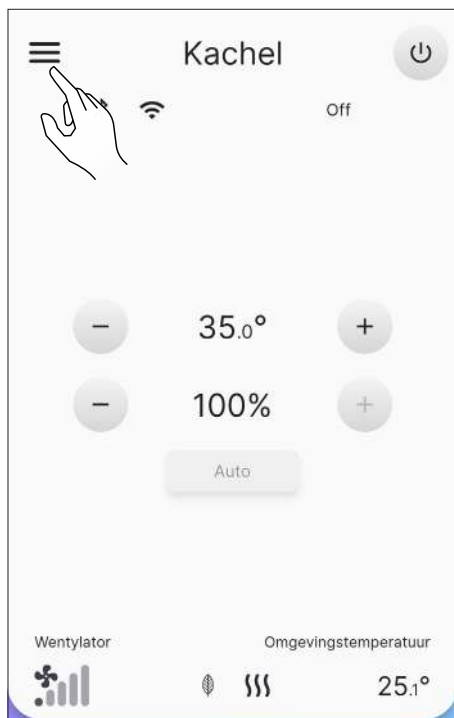 Kachel
Off
− 35.0° +
− 100% +
Auto
Wentylator Omgevingstemperatuur
25.1°